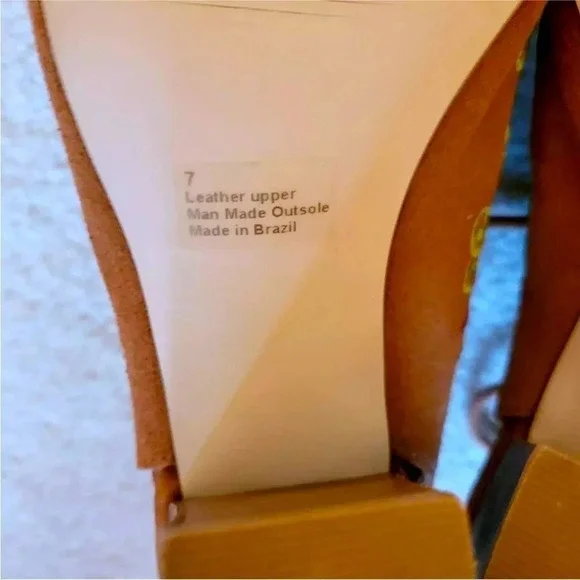 7
Leather upper
Man Made Outsole
Made in Brazil